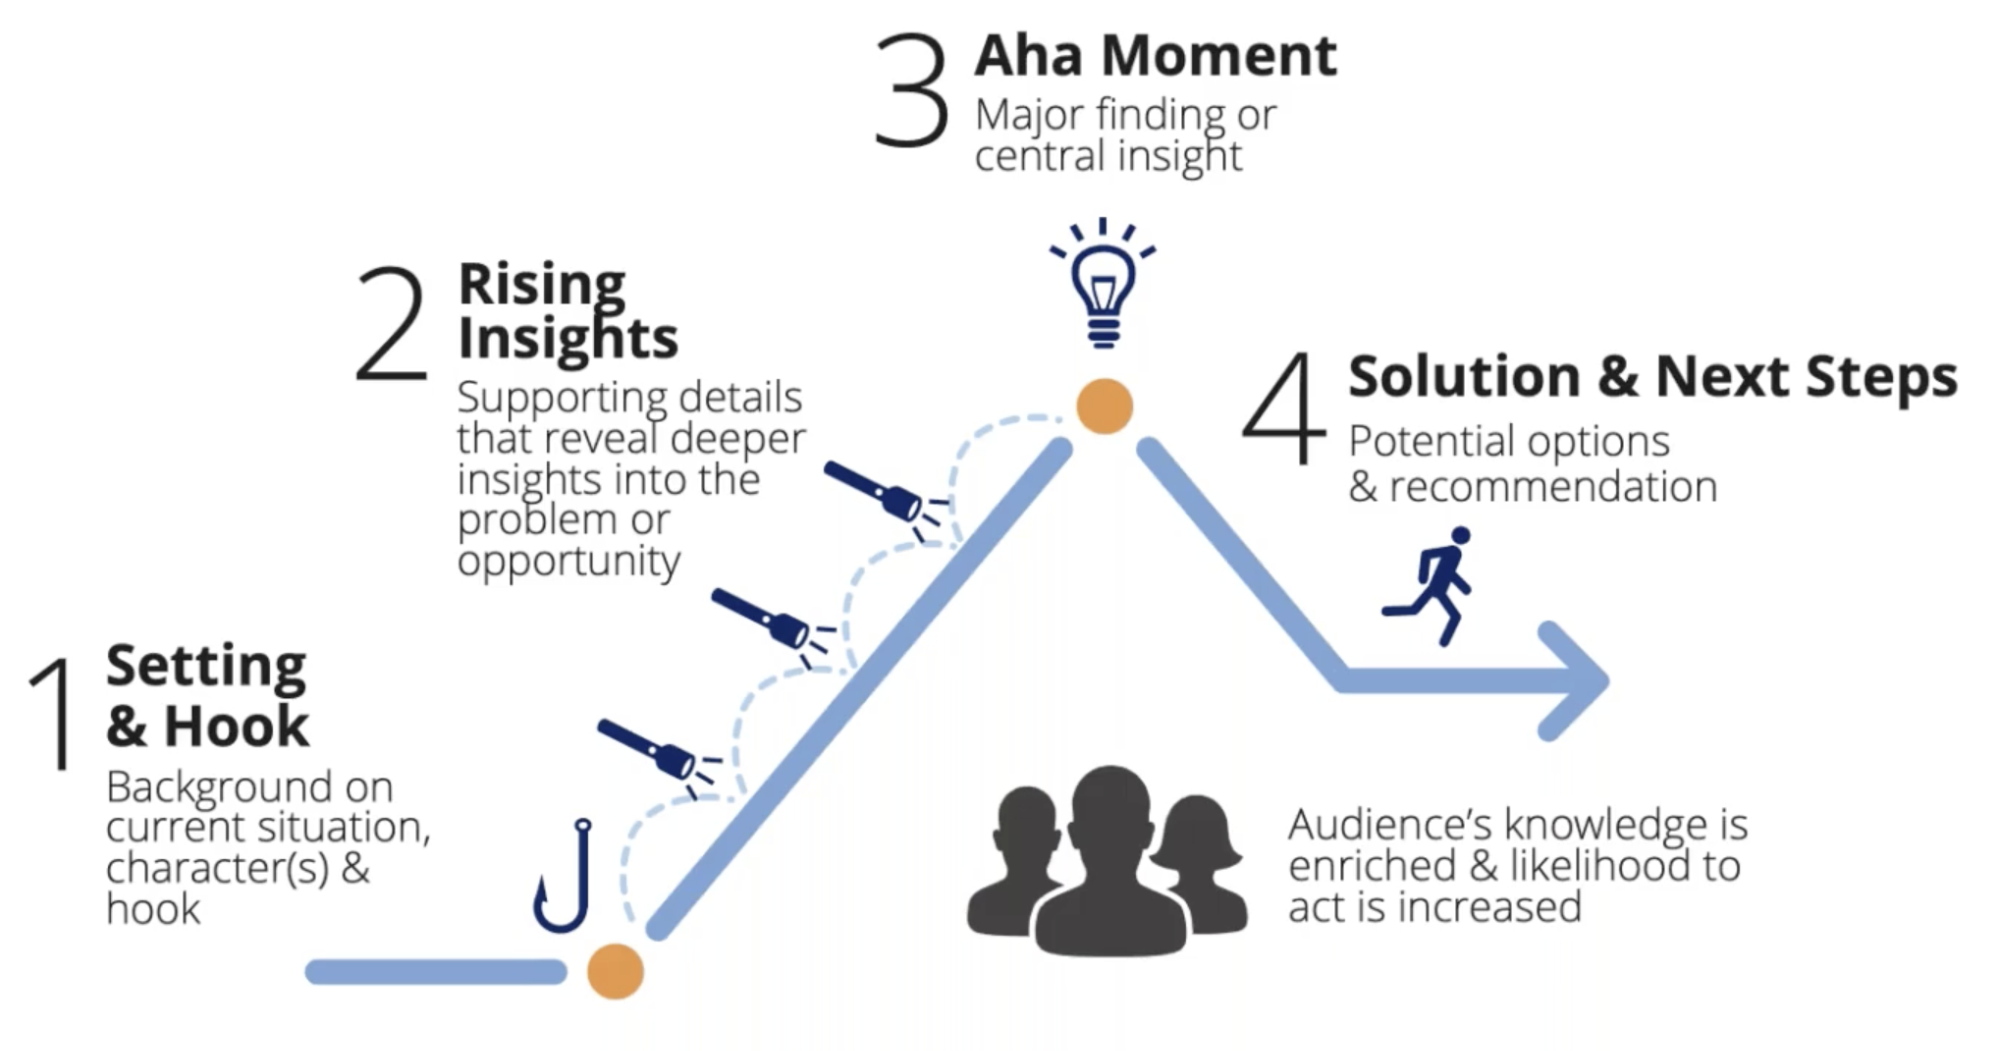 1
Setting
& Hook
Background on
current situation,
character(s) &
hook
2
Rising
Insights
Supporting details
that reveal deeper
insights into the
problem or
opportunity
3
Aha Moment
Major finding or
central insight
4
Solution & Next Steps
Potential options
& recommendation
Audience’s knowledge is
enriched & likelihood to
act is increased